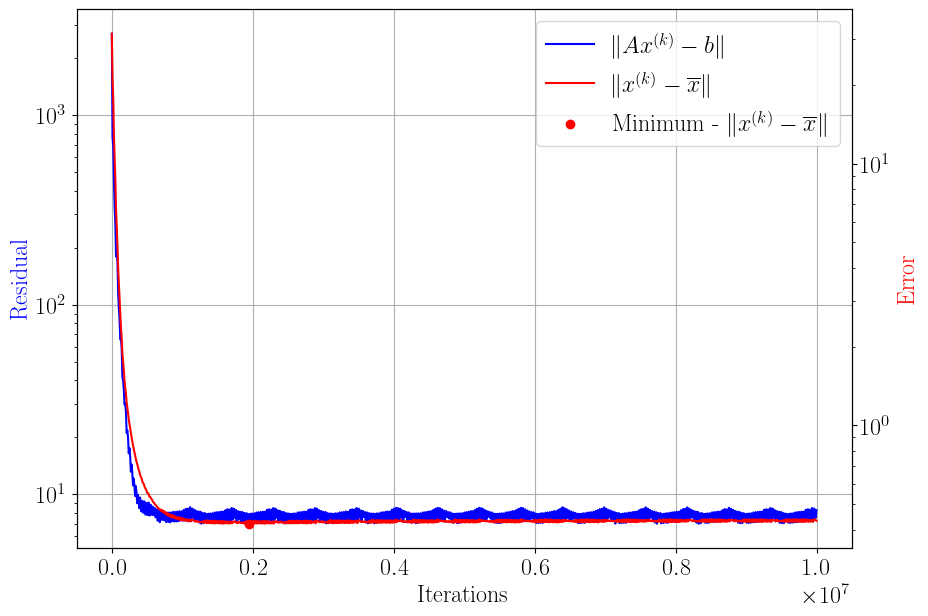 ‖Ax^(k) − b‖
‖x^(k) − x̅‖
Minimum - ‖x^(k) − x̅‖
Residual
10^3
10^2
10^1
Error
10^1
10^0
0.0 0.2 0.4 0.6 0.8 1.0
×10^7
Iterations